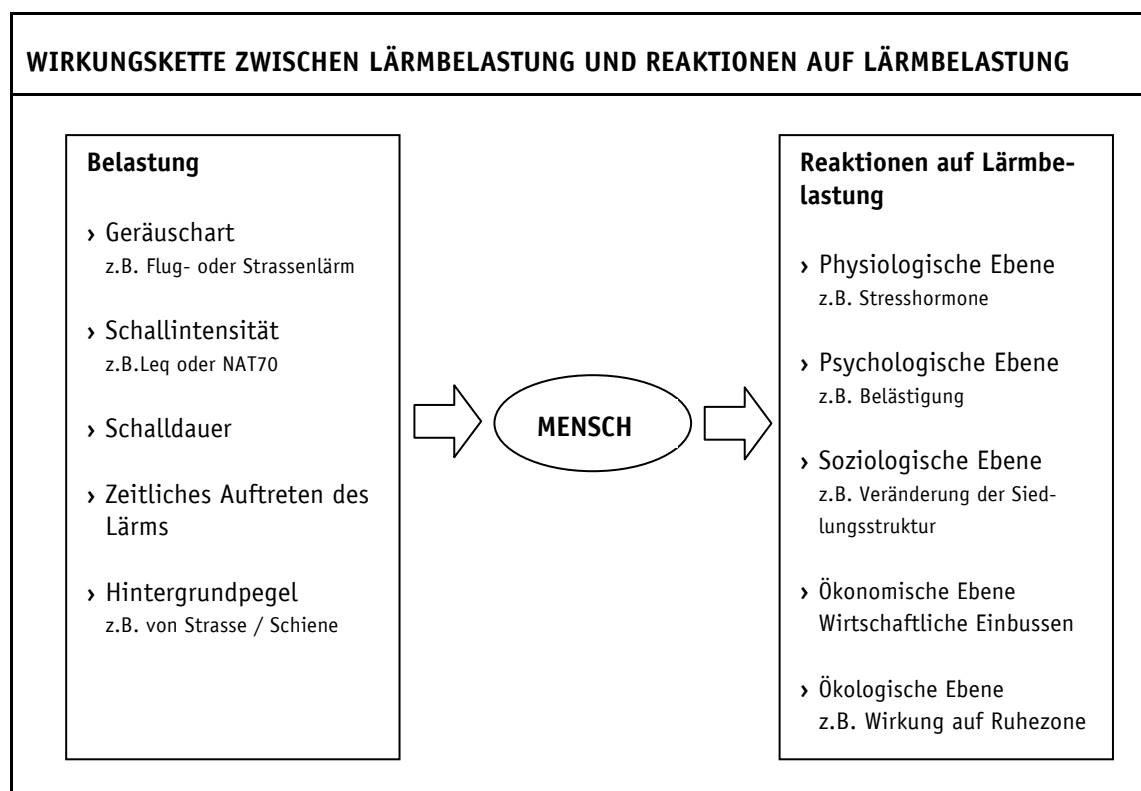 WIRKUNGSKETTE ZWISCHEN LÄRMBELASTUNG UND REAKTIONEN AUF LÄRMBELASTUNG
Belastung
› Geräuschart
z.B. Flug- oder Strassenlärm
› Schallintensität
z.B.Leq oder NAT70
› Schalldauer
› Zeitliches Auftreten des
Lärms
› Hintergrundpegel
z.B. von Strasse / Schiene
MENSCH
Reaktionen auf Lärmbe-
lastung
› Physiologische Ebene
z.B. Stresshormone
› Psychologische Ebene
z.B. Belästigung
› Soziologische Ebene
z.B. Veränderung der Sied-
lungsstruktur
› Ökonomische Ebene
Wirtschaftliche Einbussen
› Ökologische Ebene
z.B. Wirkung auf Ruhezone